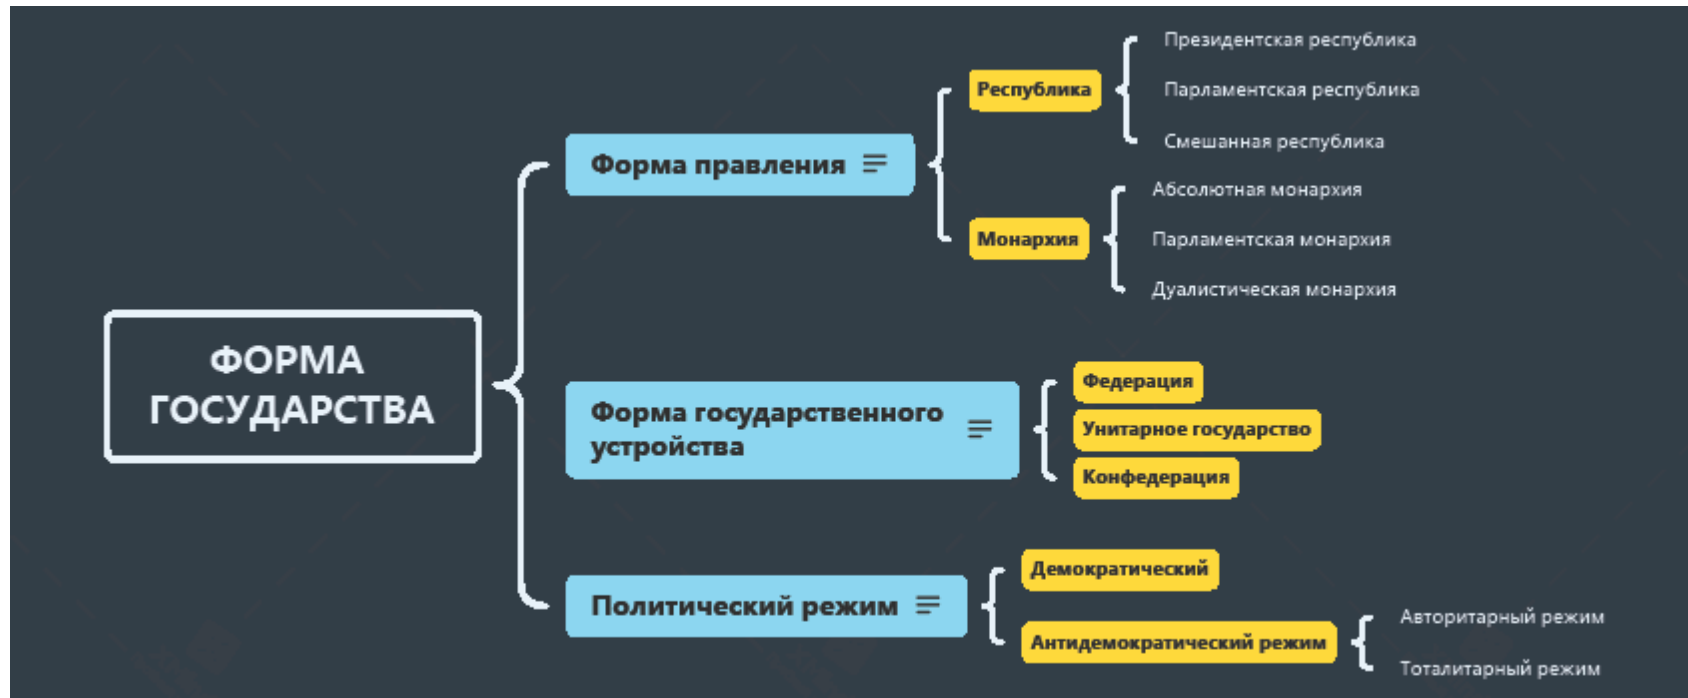 ФОРМА
ГОСУДАРСТВА
Форма правления
Республика
Президентская республика
Парламентская республика
Смешанная республика
Монархия
Абсолютная монархия
Парламентская монархия
Дуалистическая монархия
Форма государственного
устройства
Федерация
Унитарное государство
Конфедерация
Политический режим
Демократический
Антидемократический режим
Авторитарный режим
Тоталитарный режим